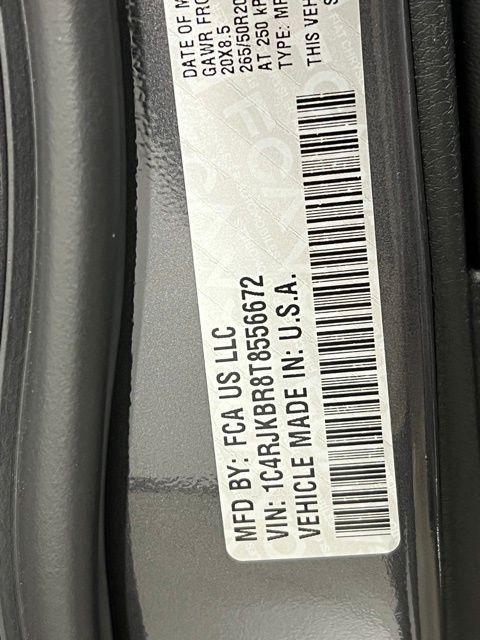 MFD BY: FCA US LLC
VIN: 1C4RJKBR8T8556672
VEHICLE MADE IN: U.S.A.
DATE OF M
GAWR FRO
20X8.5
265/50R20
AT 250 KP
TYPE: MP
THIS VEH